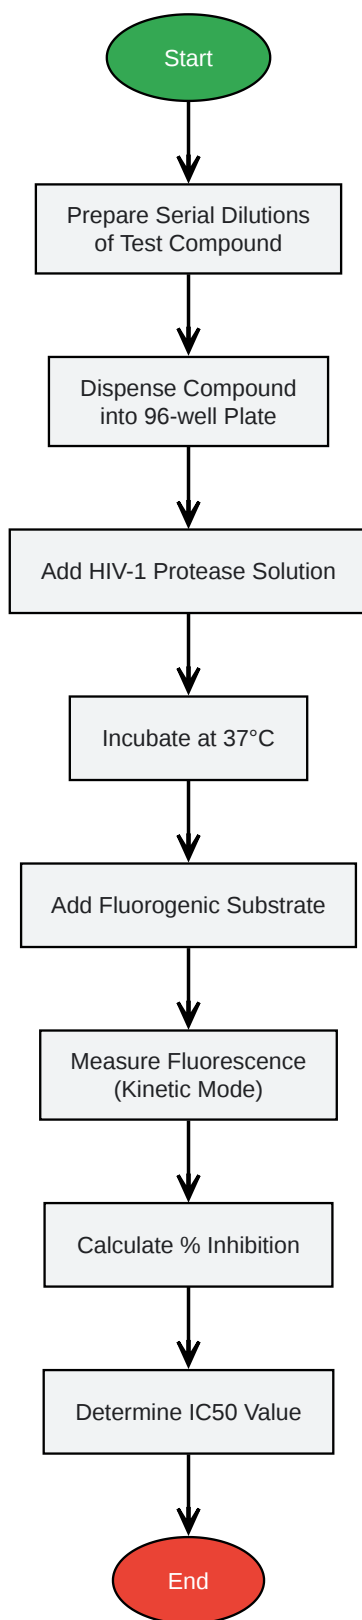 Start
Prepare Serial Dilutions
of Test Compound
Dispense Compound
into 96-well Plate
Add HIV-1 Protease Solution
Incubate at 37°C
Add Fluorogenic Substrate
Measure Fluorescence
(Kinetic Mode)
Calculate % Inhibition
Determine IC50 Value
End